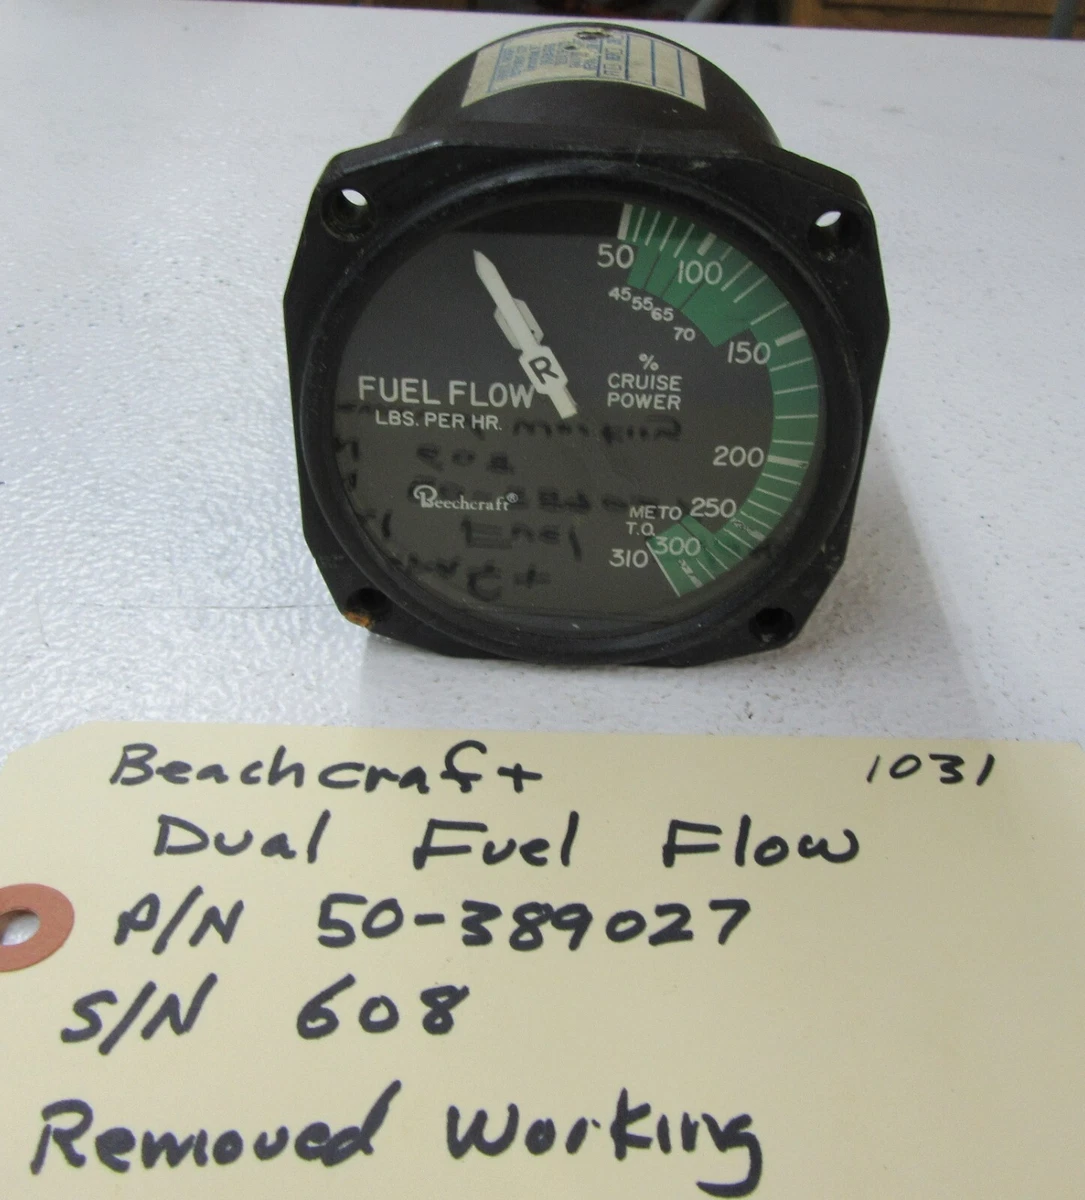 50
100
45
55
65
70
150
%
CRUISE
POWER
R
FUEL FLOW
LBS. PER HR.
200
Beechcraft®
METO 250
T.O. 300
310
Beachcraft 1031
Dual Fuel Flow
P/N 50-389027
S/N 608
Removed Working